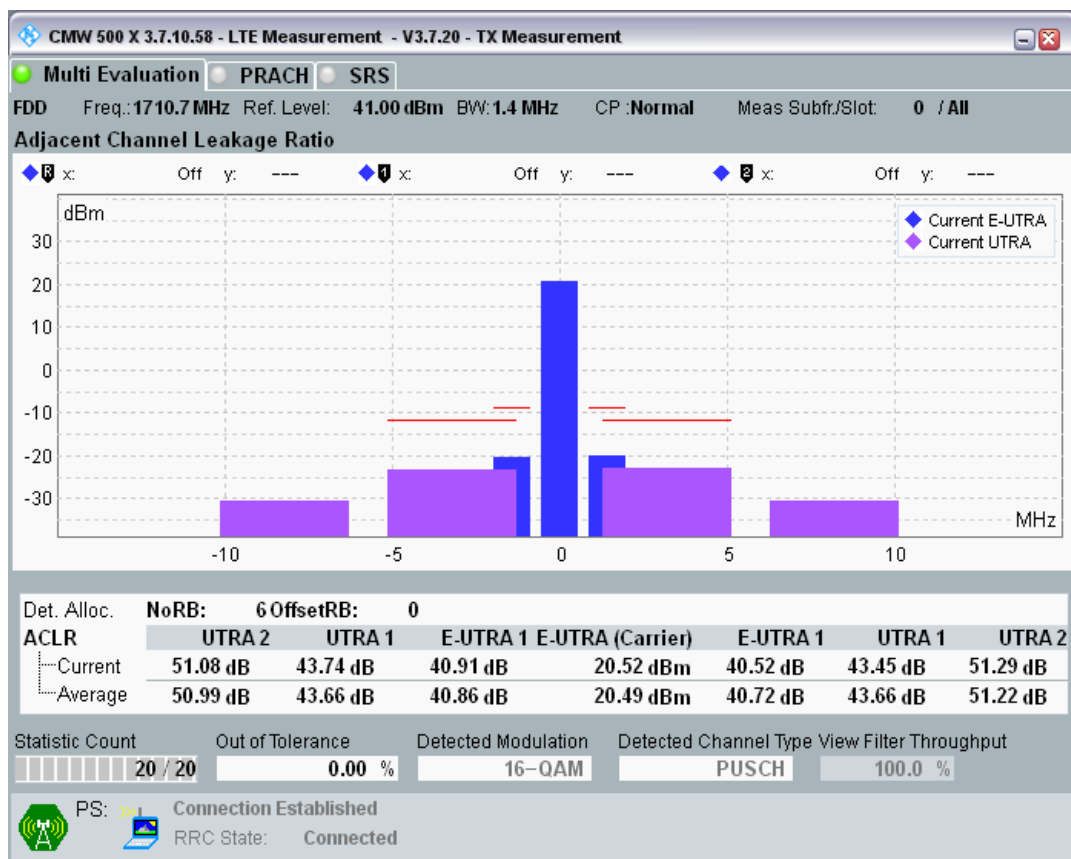 CMW 500 X 3.7.10.58 - LTE Measurement - V3.7.20 - TX Measurement
Multi Evaluation PRACH SRS
FDD Freq.: 1710.7 MHz Ref. Level: 41.00 dBm BW: 1.4 MHz CP :Normal Meas Subfr./Slot: 0 / All
Adjacent Channel Leakage Ratio
R x: Off y: --- 1 x: Off y: --- 2 x: Off y: ---
dBm
Current E-UTRA
Current UTRA
30
20
10
0
-10
-20
-30
MHz
-10 -5 0 5 10
Det. Alloc. NoRB: 6 OffsetRB: 0
ACLR UTRA 2 UTRA 1 E-UTRA 1 E-UTRA (Carrier) E-UTRA 1 UTRA 1 UTRA 2
Current 51.08 dB 43.74 dB 40.91 dB 20.52 dBm 40.52 dB 43.45 dB 51.29 dB
Average 50.99 dB 43.66 dB 40.86 dB 20.49 dBm 40.72 dB 43.66 dB 51.22 dB
Statistic Count Out of Tolerance Detected Modulation Detected Channel Type View Filter Throughput
20 / 20 0.00 % 16-QAM PUSCH 100.0 %
PS: Connection Established
RRC State: Connected